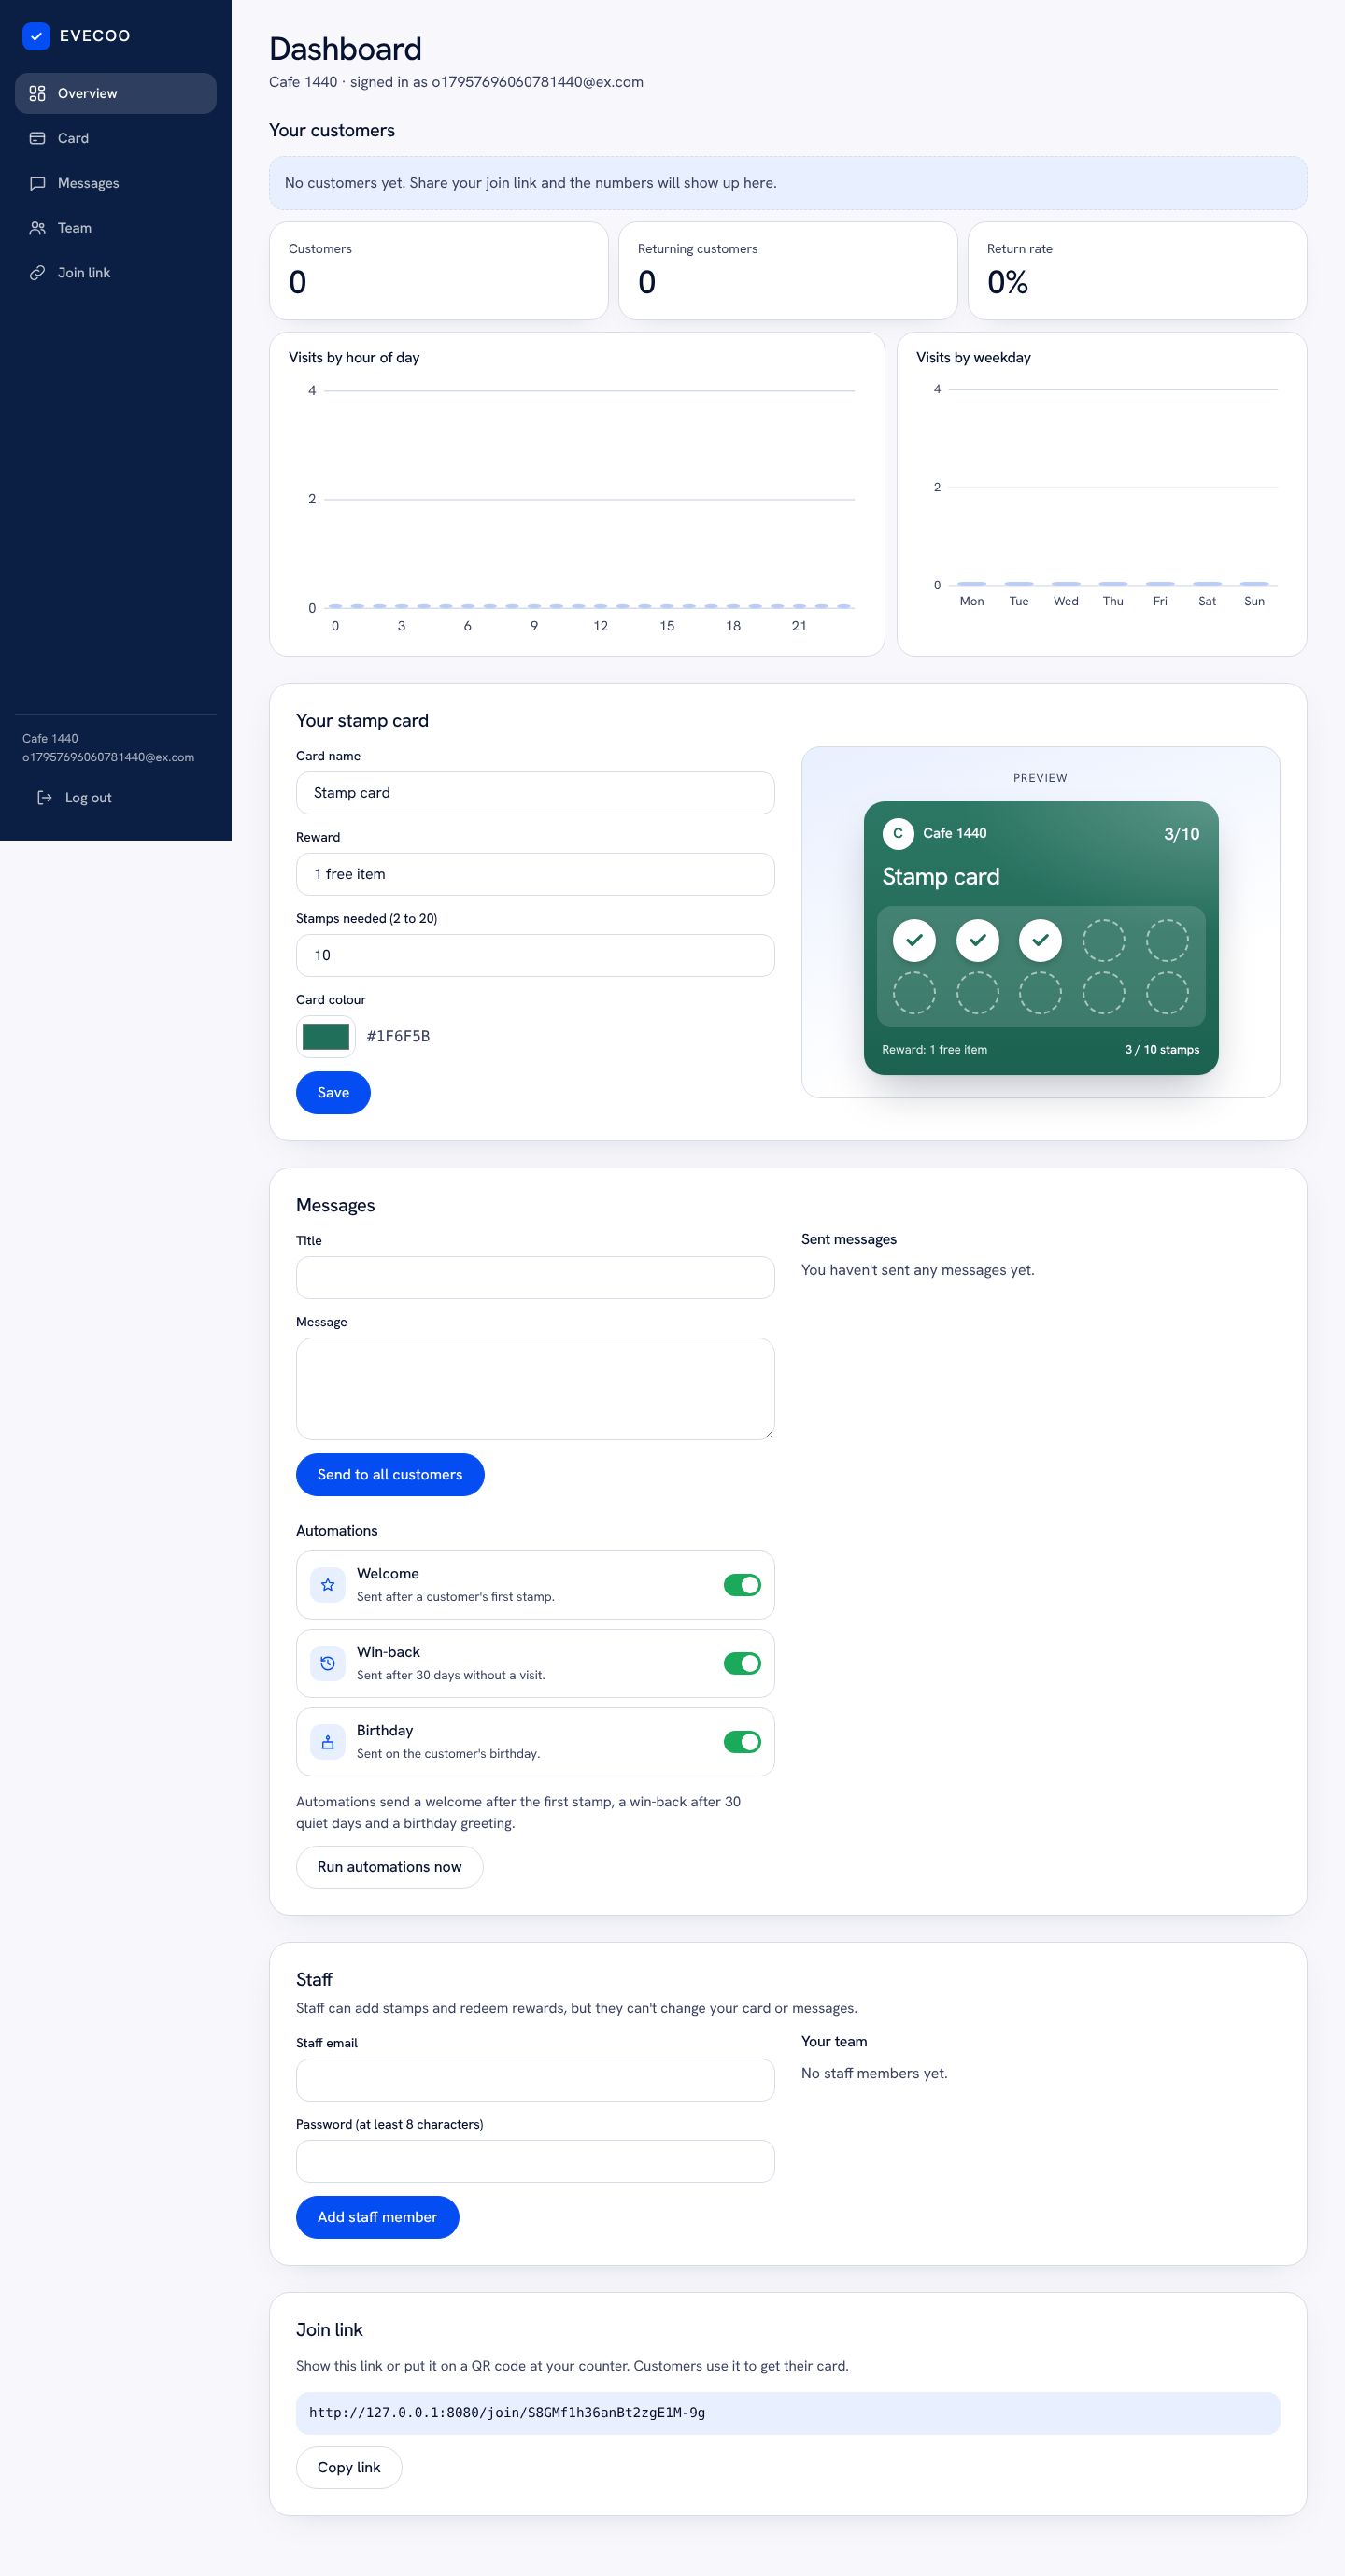 EVECOO
Overview
Card
Messages
Team
Join link
Cafe 1440
o17957696060781440@ex.com
Log out
Dashboard
Cafe 1440 · signed in as o17957696060781440@ex.com
Your customers
No customers yet. Share your join link and the numbers will show up here.
Customers
0
Returning customers
0
Return rate
0%
Visits by hour of day
4
2
0
0 3 6 9 12 15 18 21
Visits by weekday
4
2
0
Mon Tue Wed Thu Fri Sat Sun
Your stamp card
Card name
Stamp card
Reward
1 free item
Stamps needed (2 to 20)
10
Card colour
#1F6F5B
Save
PREVIEW
C Cafe 1440 3/10
Stamp card
Reward: 1 free item 3 / 10 stamps
Messages
Title
Message
Send to all customers
Sent messages
You haven't sent any messages yet.
Automations
Welcome
Sent after a customer's first stamp.
Win-back
Sent after 30 days without a visit.
Birthday
Sent on the customer's birthday.
Automations send a welcome after the first stamp, a win-back after 30
quiet days and a birthday greeting.
Run automations now
Staff
Staff can add stamps and redeem rewards, but they can't change your card or messages.
Staff email
Password (at least 8 characters)
Add staff member
Your team
No staff members yet.
Join link
Show this link or put it on a QR code at your counter. Customers use it to get their card.
http://127.0.0.1:8080/join/S8GMf1h36anBt2zgE1M-9g
Copy link